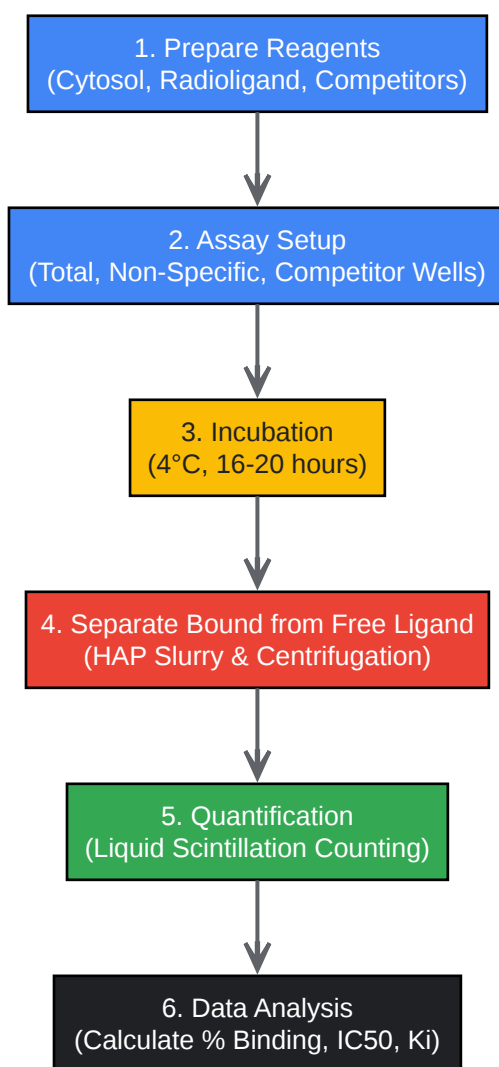 1. Prepare Reagents
(Cytosol, Radioligand, Competitors)
2. Assay Setup
(Total, Non-Specific, Competitor Wells)
3. Incubation
(4°C, 16-20 hours)
4. Separate Bound from Free Ligand
(HAP Slurry & Centrifugation)
5. Quantification
(Liquid Scintillation Counting)
6. Data Analysis
(Calculate % Binding, IC50, Ki)